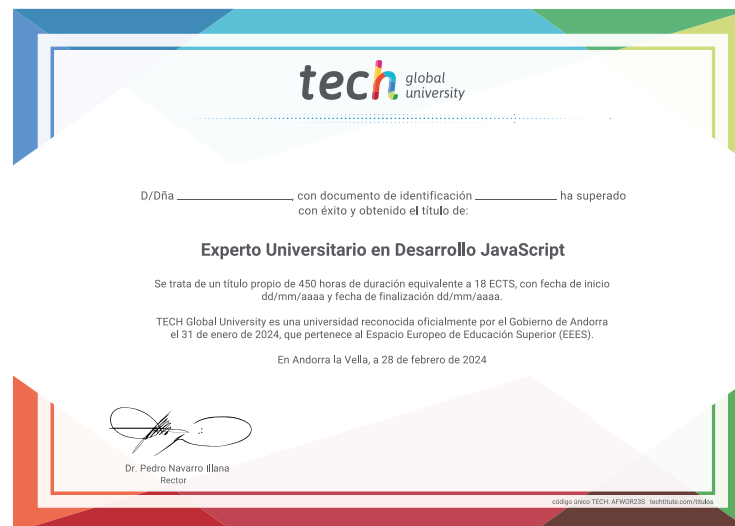 tech global university
D/Dña ____________________, con documento de identificación ______________ ha superado
con éxito y obtenido el título de:
Experto Universitario en Desarrollo JavaScript
Se trata de un título propio de 450 horas de duración equivalente a 18 ECTS, con fecha de inicio
dd/mm/aaaa y fecha de finalización dd/mm/aaaa.
TECH Global University es una universidad reconocida oficialmente por el Gobierno de Andorra
el 31 de enero de 2024, que pertenece al Espacio Europeo de Educación Superior (EEES).
En Andorra la Vella, a 28 de febrero de 2024
Dr. Pedro Navarro Illana
Rector
código único TECH: AFWOR23S techtitute.com/titulos